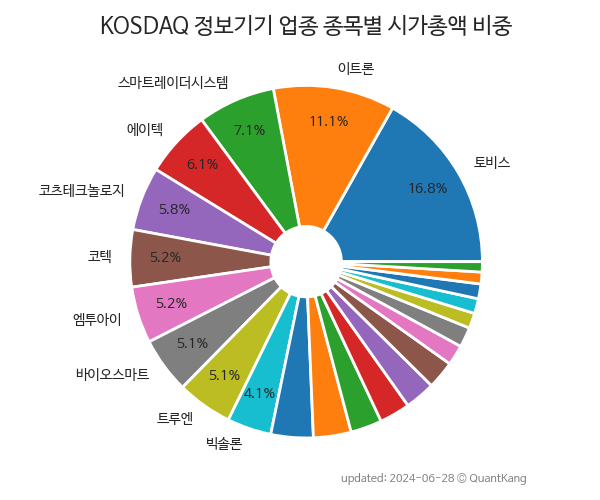 KOSDAQ 정보기기 업종 종목별 시가총액 비중
이트론
스마트레이더시스템
11.1%
7.1%
에이텍
토비스
6.1%
16.8%
코츠테크놀로지
5.8%
코텍
5.2%
5.2%
엠투아이
5.1%
바이오스마트
5.1%
4.1%
트루엔
빅솔론
updated: 2024-06-28 © QuantKang